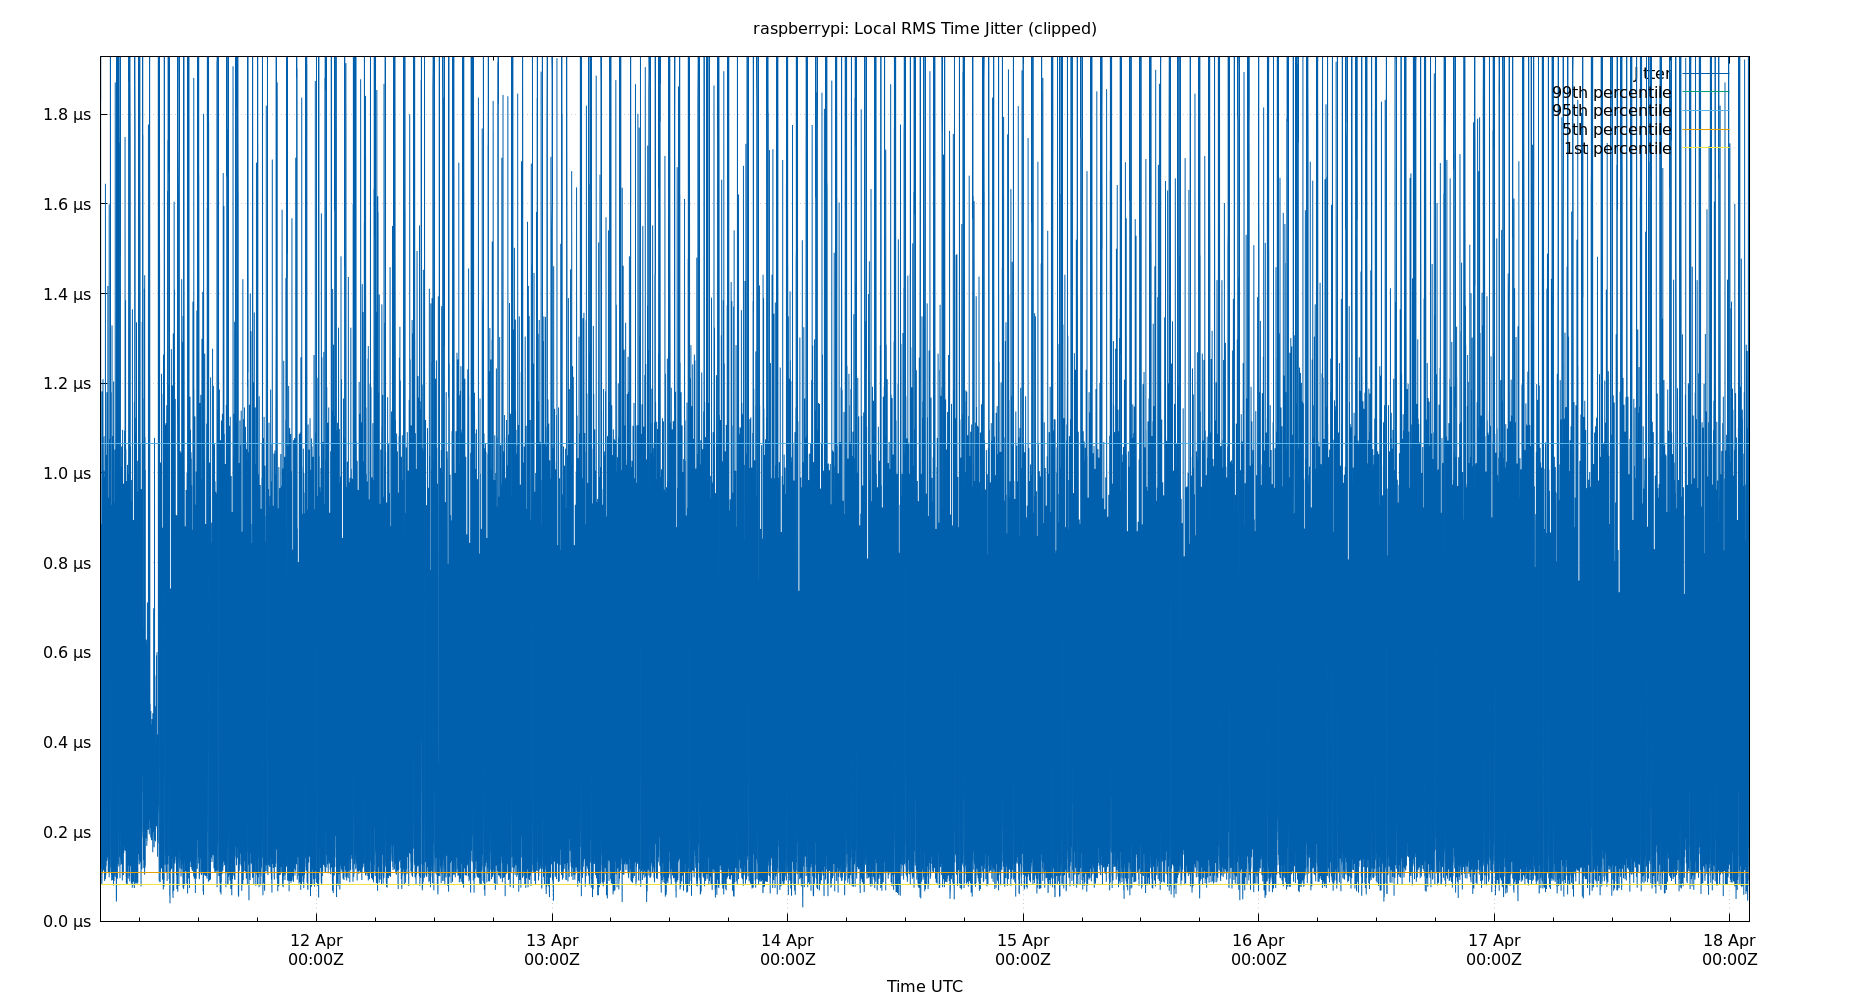 raspberrypi: Local RMS Time Jitter (clipped)
jitter
99th percentile
95th percentile
5th percentile
1st percentile
1.8 μs
1.6 μs
1.4 μs
1.2 μs
1.0 μs
0.8 μs
0.6 μs
0.4 μs
0.2 μs
0.0 μs
12 Apr 13 Apr 14 Apr 15 Apr 16 Apr 17 Apr 18 Apr
00:00Z 00:00Z 00:00Z 00:00Z 00:00Z 00:00Z 00:00Z
Time UTC